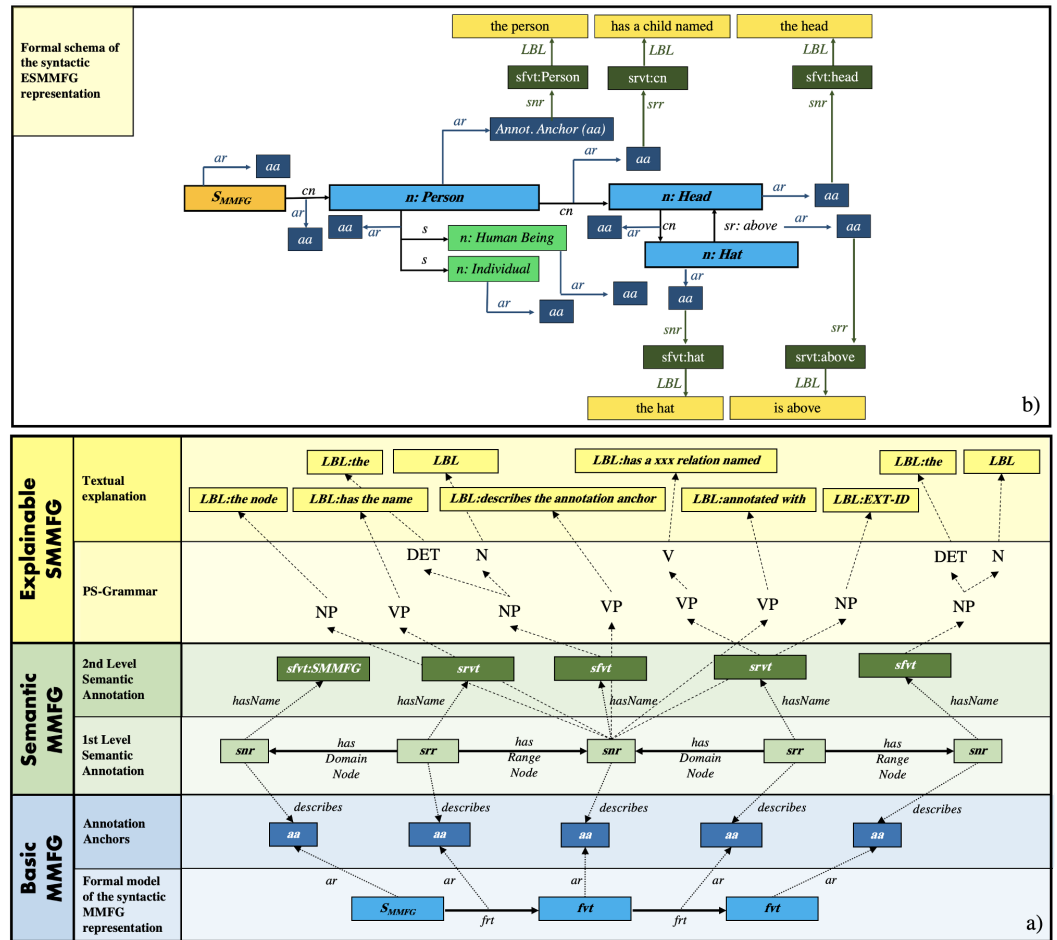 the person has a child named the head
Formal schema of
the syntactic
ESMMFG
representation
LBL LBL LBL
sfvt:Person srvt:cn sfvt:head
snr srr snr
ar Annot. Anchor (aa)
ar aa
ar aa
S_MMFG cn n: Person cn n: Head ar aa
ar aa
aa ar
aa ar cn sr: above ar aa
s n: Human Being
n: Hat
s n: Individual
ar aa
ar aa
ar aa
snr srr
sfvt:hat srvt:above
LBL LBL
the hat is above
b)
Explainable
SMMFG
Textual
explanation
LBL:the LBL LBL:has a xxx relation named LBL:the LBL
LBL:the node LBL:has the name LBL:describes the annotation anchor LBL:annotated with LBL:EXT-ID
PS-Grammar
DET N V DET N
NP VP NP VP VP VP NP NP
Semantic
MMFG
2nd Level
Semantic
Annotation
sfvt:SMMFG srvt sfvt srvt sfvt
hasName hasName hasName hasName hasName
1st Level
Semantic
Annotation
snr has srr has snr has srr has snr
Domain Range Domain Range
Node Node Node Node
Basic
MMFG
Annotation
Anchors
describes describes describes describes describes
aa aa aa aa aa
Formal model
of the syntactic
MMFG
representation
ar ar ar ar ar
S_MMFG frt fvt frt fvt
a)